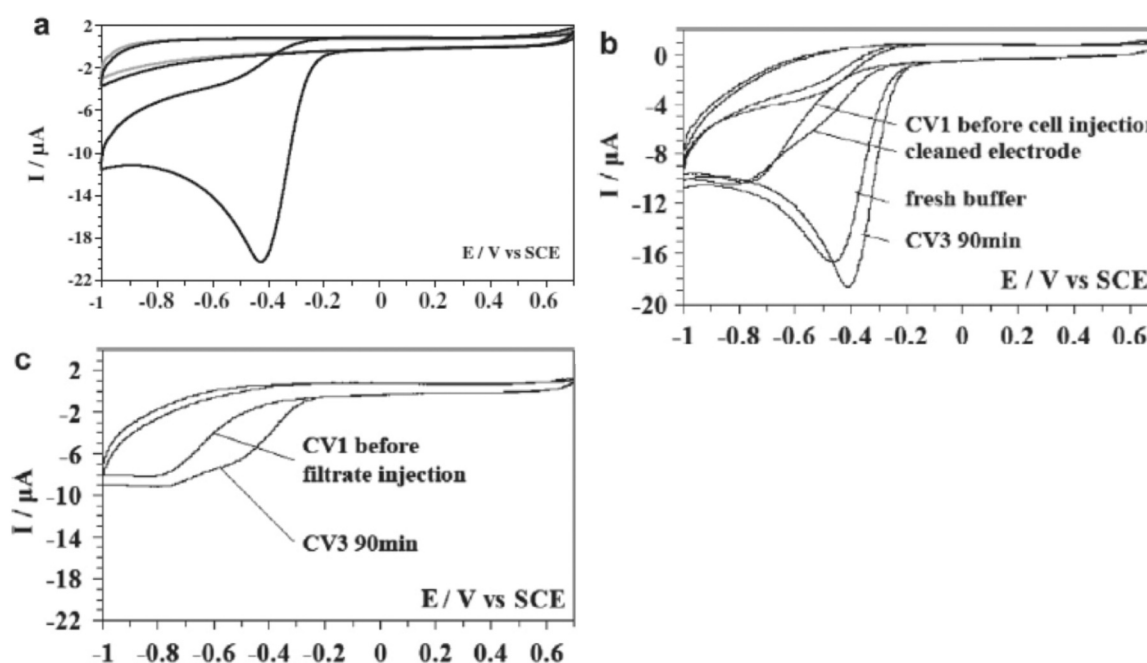 a
2
-2
-6
-10
-14
-18
-22
I / µA
E / V vs SCE
-1 -0.8 -0.6 -0.4 -0.2 0 0.2 0.4 0.6
b
0
-4
-8
-12
-16
-20
I / µA
CV1 before cell injection
cleaned electrode
fresh buffer
CV3 90min
E / V vs SCE
-1 -0.8 -0.6 -0.4 -0.2 0 0.2 0.4 0.6
c
2
-2
-6
-10
-14
-18
-22
I / µA
CV1 before
filtrate injection
CV3 90min
E / V vs SCE
-1 -0.8 -0.6 -0.4 -0.2 0 0.2 0.4 0.6